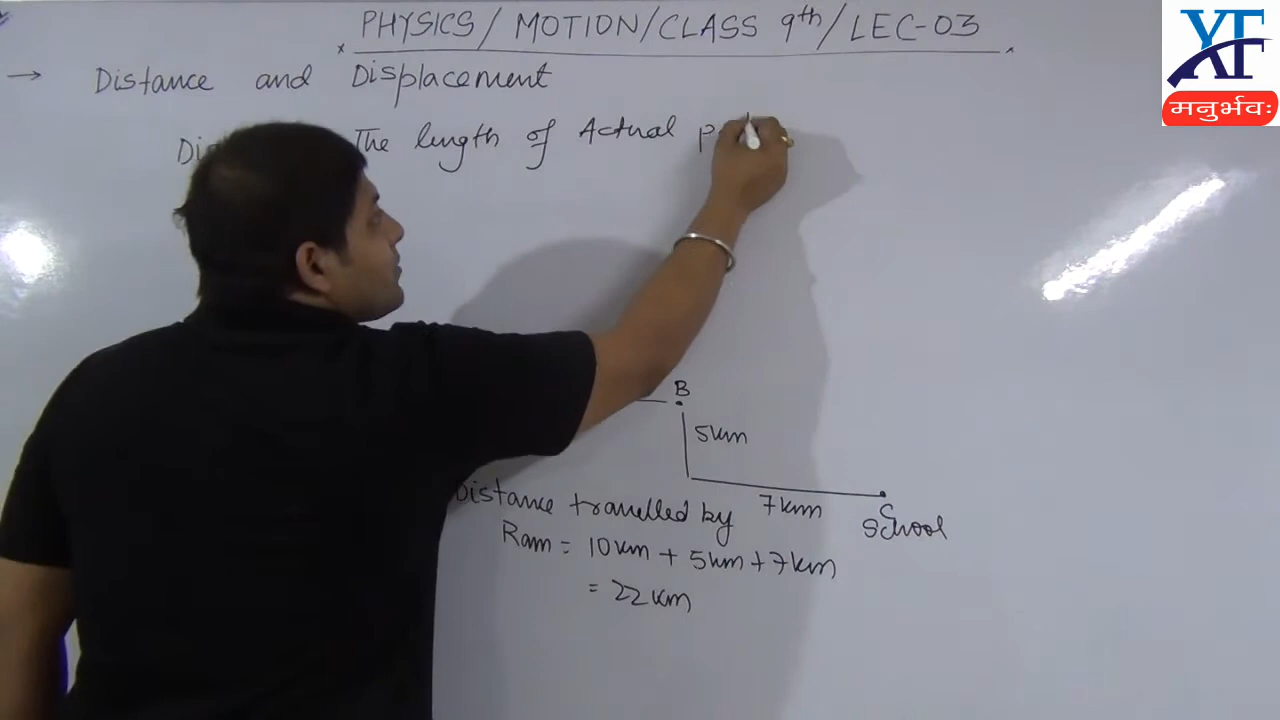 PHYSICS/ MOTION/CLASS 9th/ LEC-03
→ Distance and Displacement
The length of Actual
B
5km
7km
C
School
Distance travelled by
Ram = 10km + 5km + 7km
= 22km
YF
मनुर्भवः